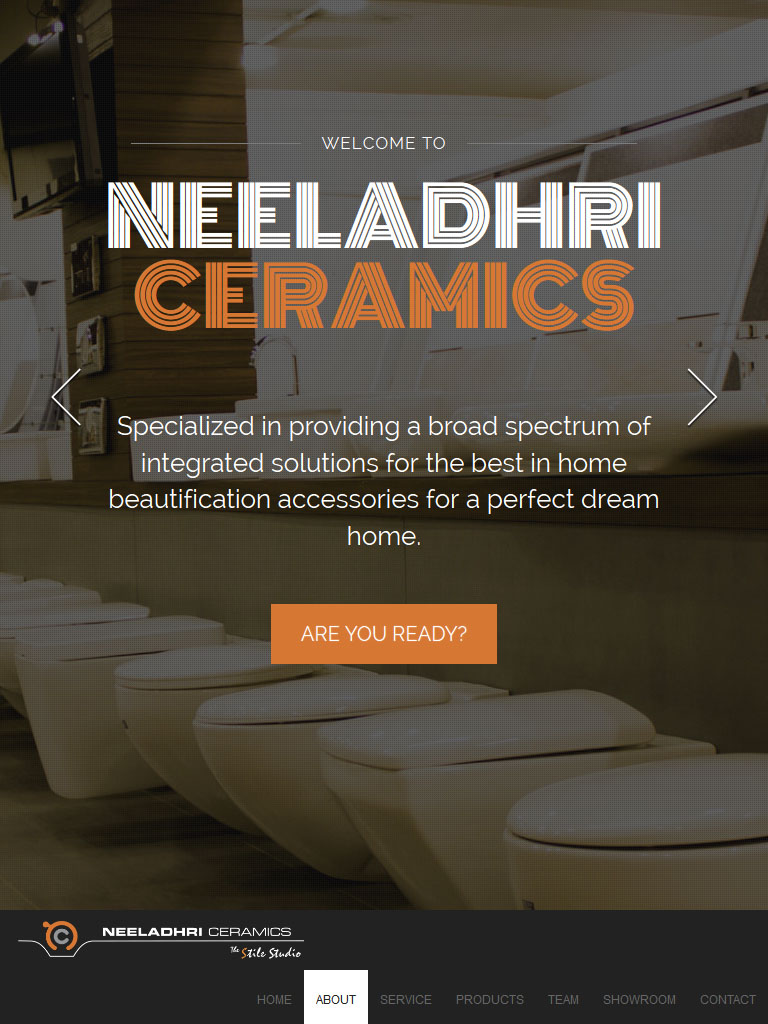 WELCOME TO
NEELADHRI
CERAMICS
Specialized in providing a broad spectrum of
integrated solutions for the best in home
beautification accessories for a perfect dream
home.
ARE YOU READY?
NEELADHRI CERAMICS
The Stile Studio
HOME ABOUT SERVICE PRODUCTS TEAM SHOWROOM CONTACT